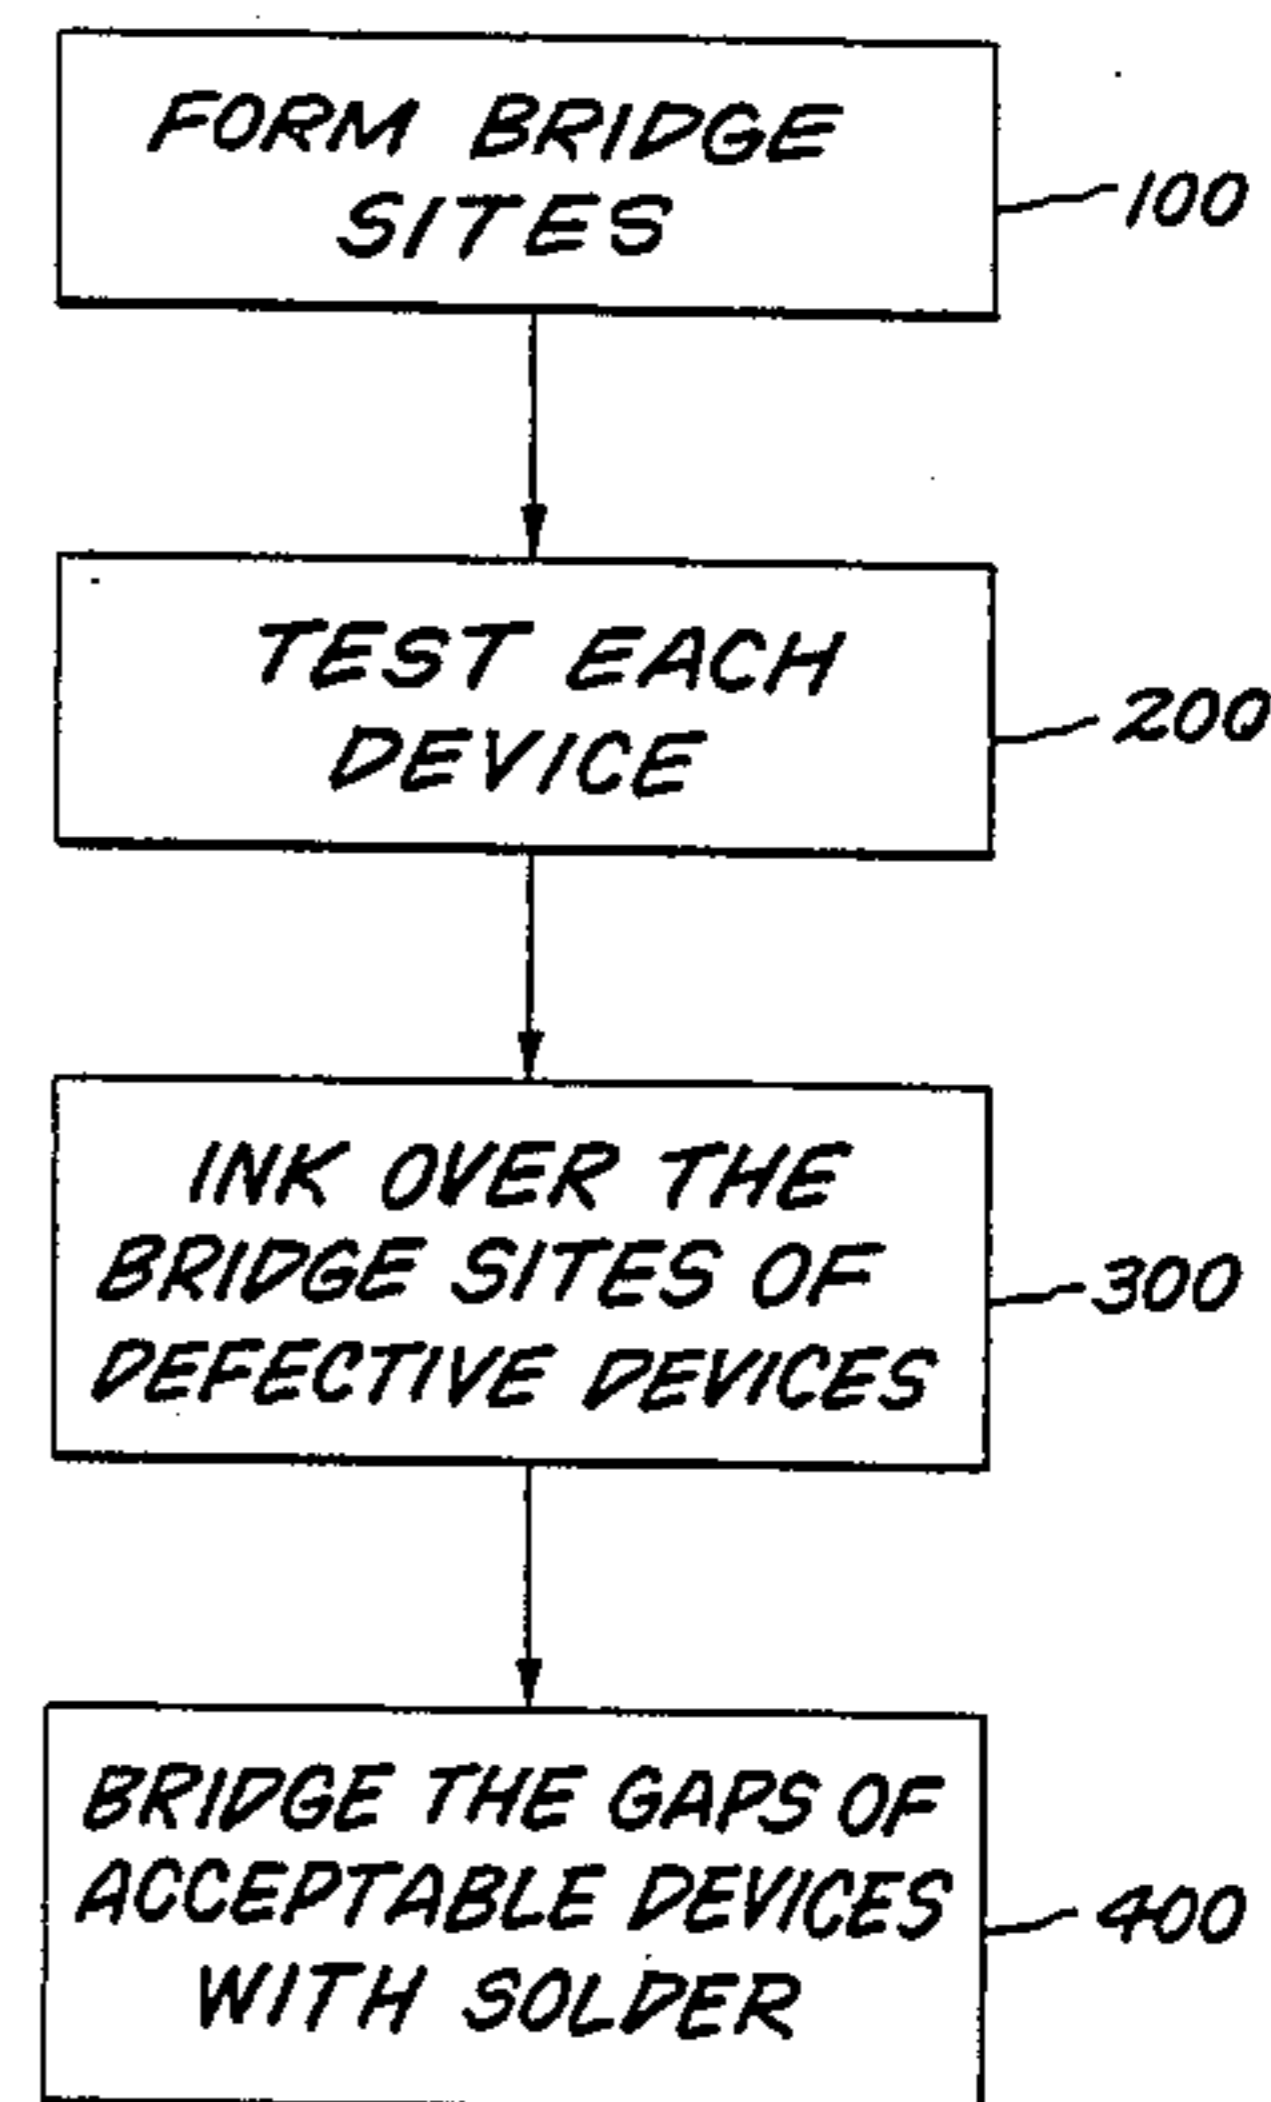 FORM BRIDGE
SITES
100
TEST EACH
DEVICE
200
INK OVER THE
BRIDGE SITES OF
DEFECTIVE DEVICES
300
BRIDGE THE GAPS OF
ACCEPTABLE DEVICES
WITH SOLDER
400